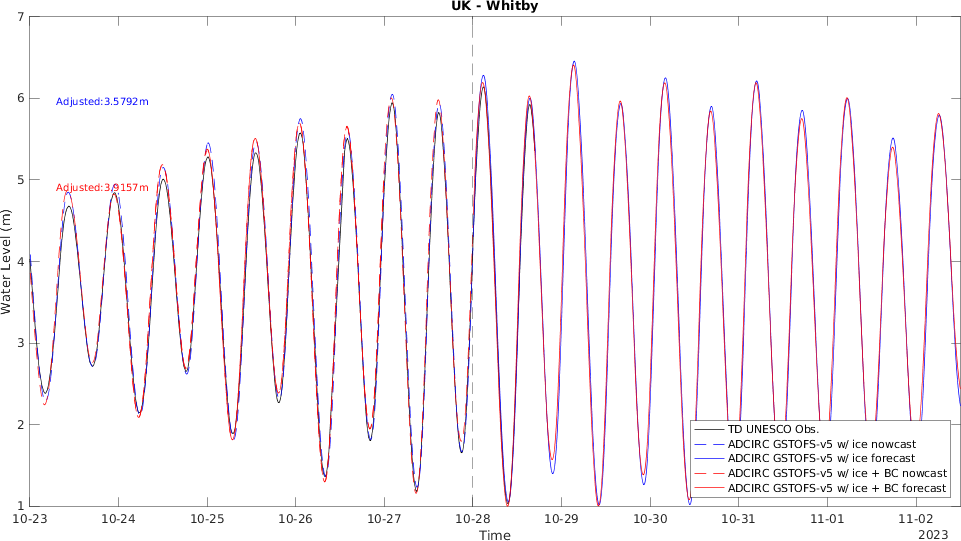 UK - Whitby
7
6
5
4
3
2
1
Water Level (m)
Adjusted:3.5792m
Adjusted:3.9157m
TD UNESCO Obs.
ADCIRC GSTOFS-v5 w/ ice nowcast
ADCIRC GSTOFS-v5 w/ ice forecast
ADCIRC GSTOFS-v5 w/ ice + BC nowcast
ADCIRC GSTOFS-v5 w/ ice + BC forecast
10-23 10-24 10-25 10-26 10-27 10-28 10-29 10-30 10-31 11-01 11-02
Time
2023